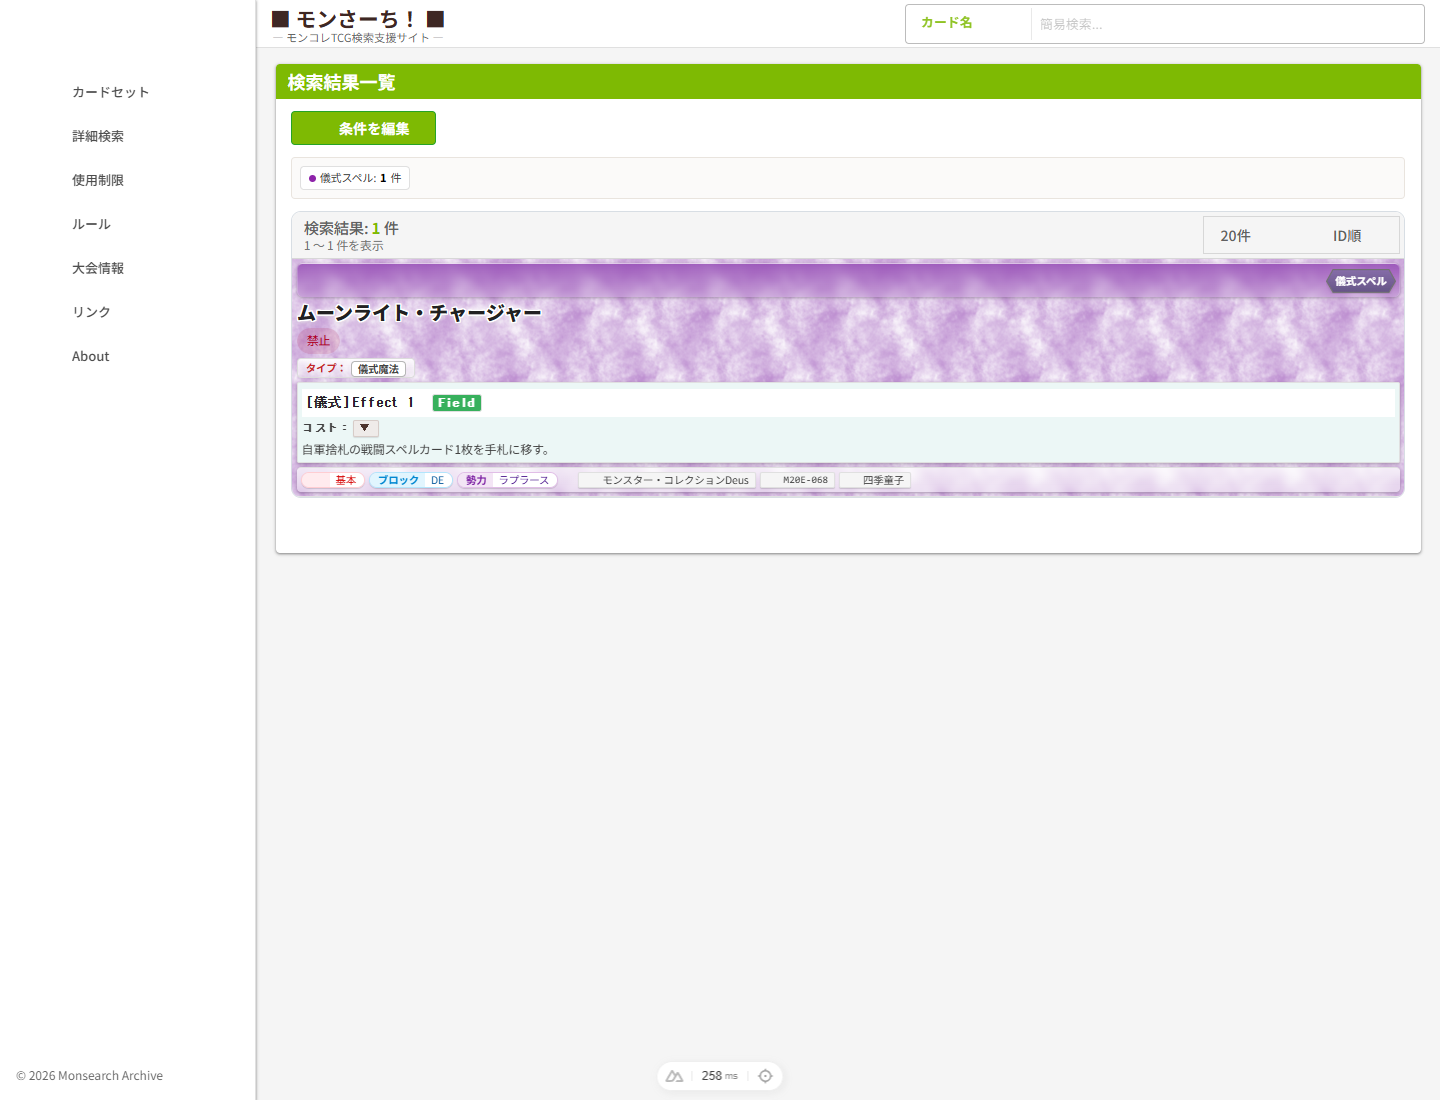 ■ モンさーち！ ■
― モンコレTCG検索支援サイト ―
カード名
簡易検索...
カードセット
詳細検索
使用制限
ルール
大会情報
リンク
About
© 2026 Monsearch Archive
検索結果一覧
条件を編集
儀式スペル: 1 件
検索結果: 1 件
1 〜 1 件を表示
20件
ID順
儀式スペル
ムーンライト・チャージャー
禁止
タイプ： 儀式魔法
[儀式]Effect 1 Field
コスト： ▼
自軍捨札の戦闘スペルカード1枚を手札に移す。
基本 ブロック DE 勢力 ラプラース モンスター・コレクションDeus M20E-068 四季童子
258 ms